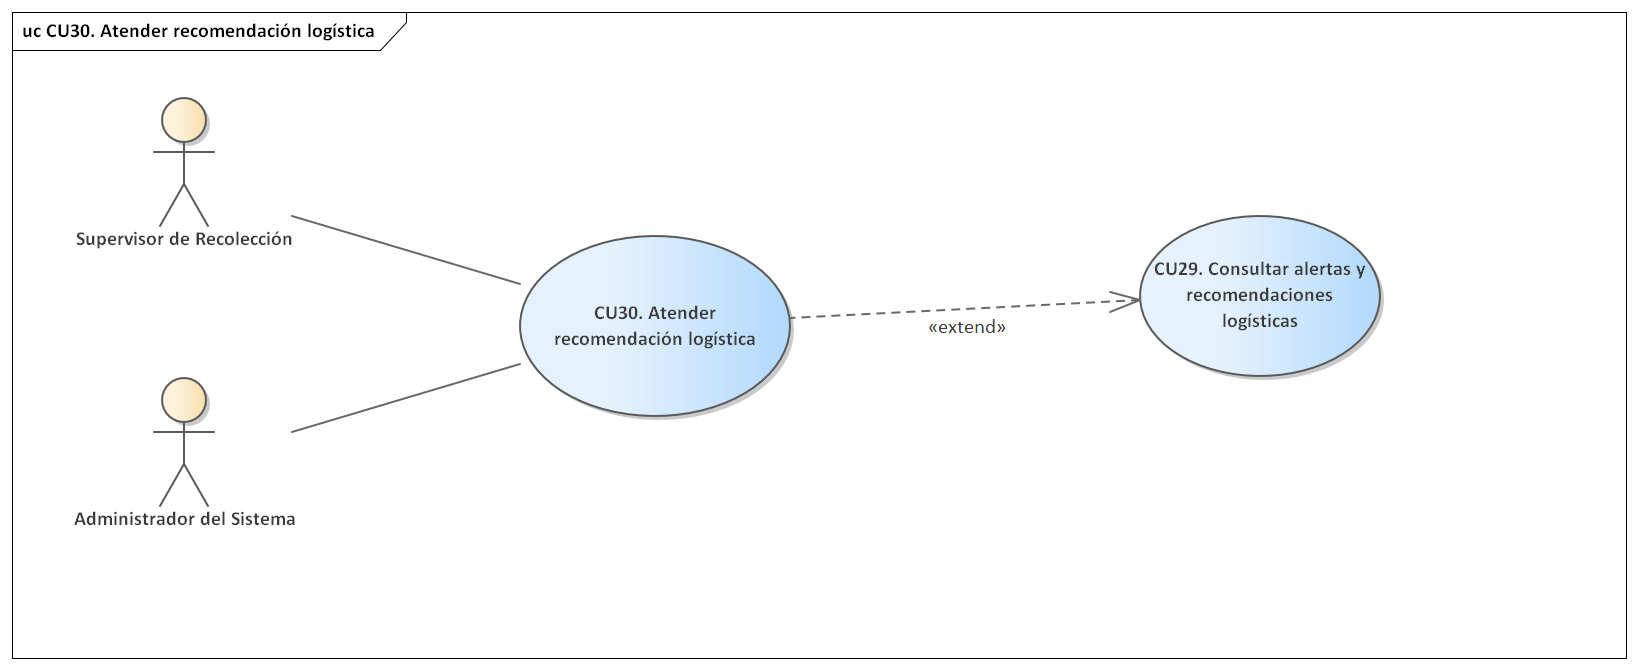 uc CU30. Atender recomendación logística
Supervisor de Recolección
CU30. Atender
recomendación logística
«extend»
CU29. Consultar alertas y
recomendaciones
logísticas
Administrador del Sistema